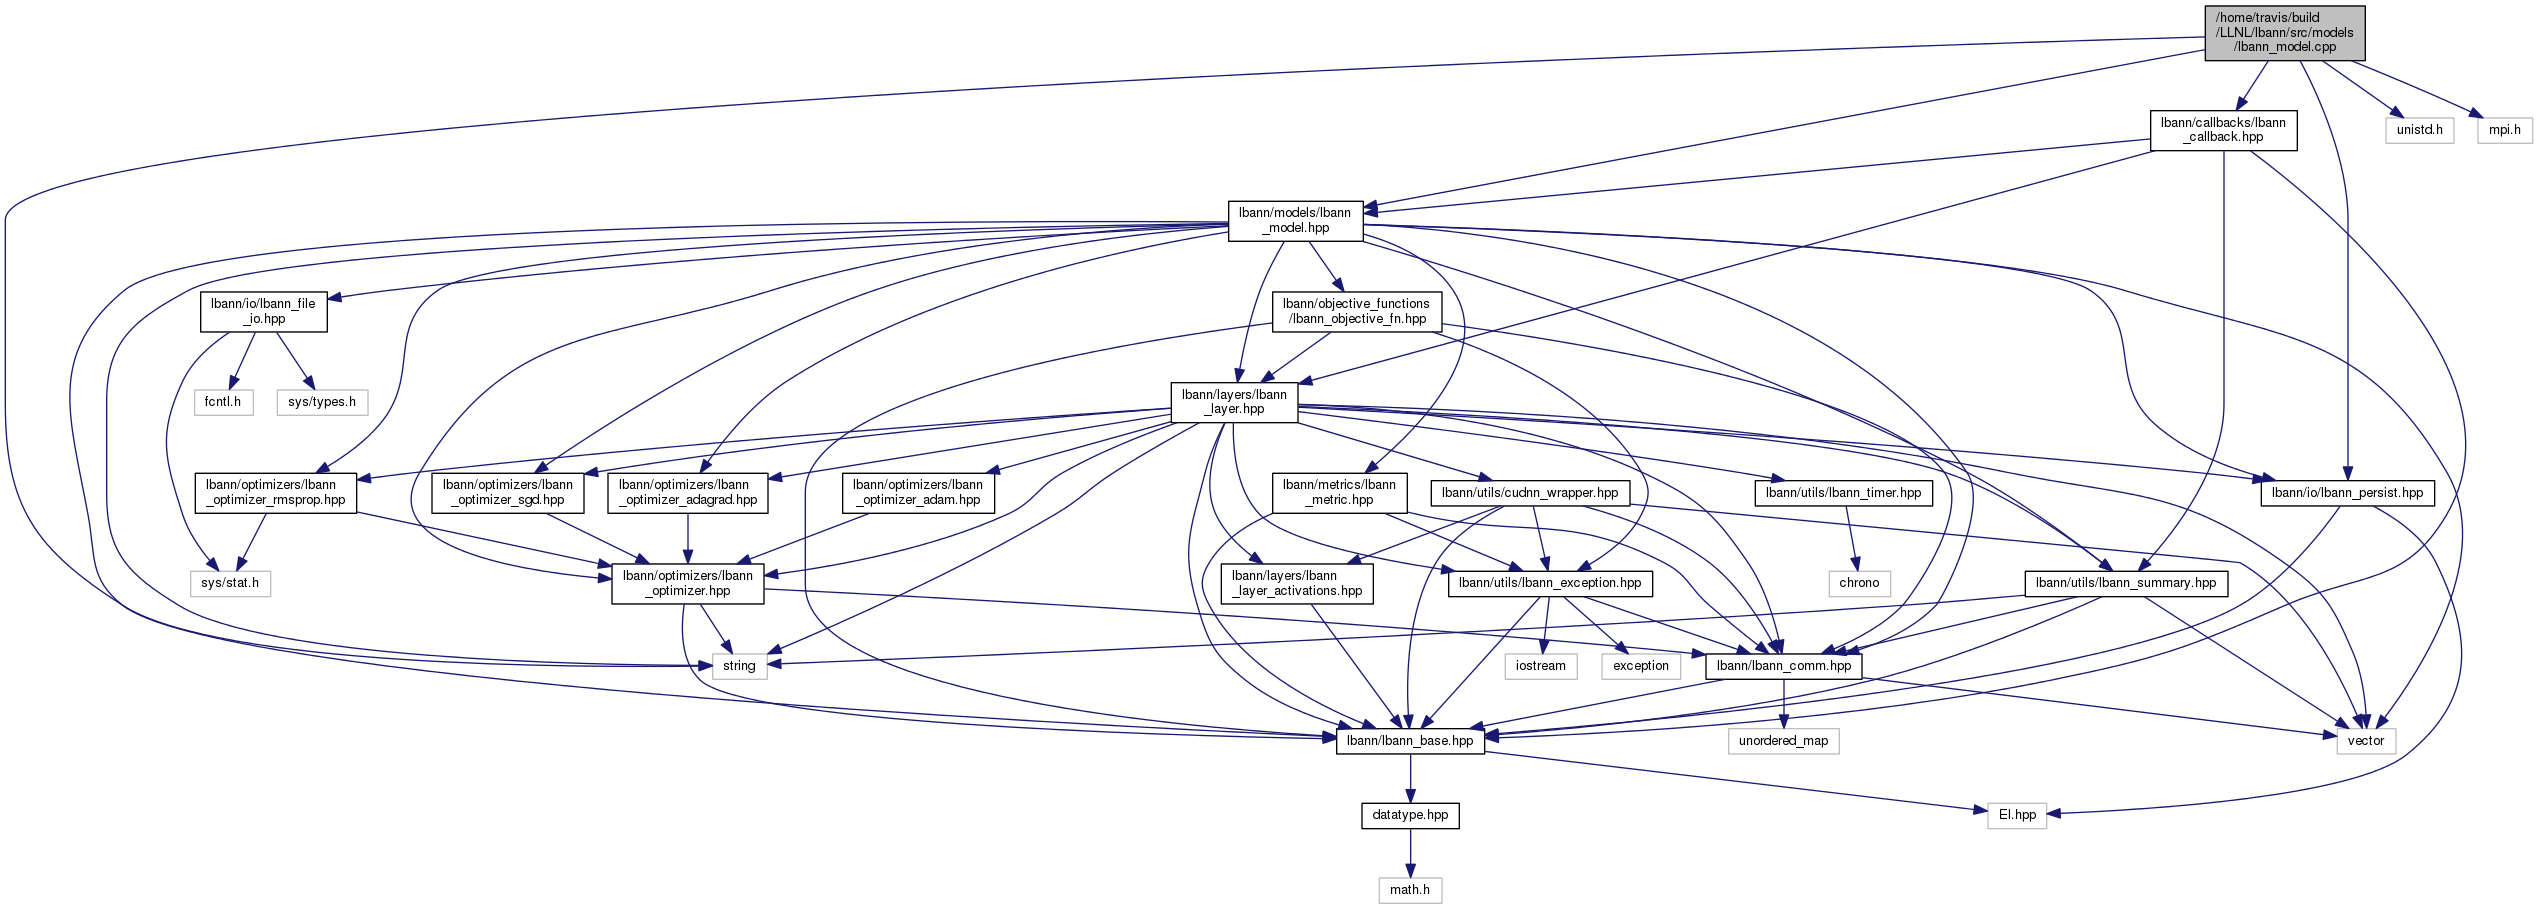 /home/travis/build
/LLNL/lbann/src/models
/lbann_model.cpp
lbann/callbacks/lbann
_callback.hpp
unistd.h
mpi.h
lbann/models/lbann
_model.hpp
lbann/io/lbann_file
_io.hpp
lbann/objective_functions
/lbann_objective_fn.hpp
fcntl.h
sys/types.h
lbann/layers/lbann
_layer.hpp
lbann/optimizers/lbann
_optimizer_rmsprop.hpp
lbann/optimizers/lbann
_optimizer_sgd.hpp
lbann/optimizers/lbann
_optimizer_adagrad.hpp
lbann/optimizers/lbann
_optimizer_adam.hpp
lbann/metrics/lbann
_metric.hpp
lbann/utils/cudnn_wrapper.hpp
lbann/utils/lbann_timer.hpp
lbann/io/lbann_persist.hpp
sys/stat.h
lbann/optimizers/lbann
_optimizer.hpp
lbann/layers/lbann
_layer_activations.hpp
lbann/utils/lbann_exception.hpp
chrono
lbann/utils/lbann_summary.hpp
string
iostream
exception
lbann/lbann_comm.hpp
lbann/lbann_base.hpp
unordered_map
vector
datatype.hpp
El.hpp
math.h